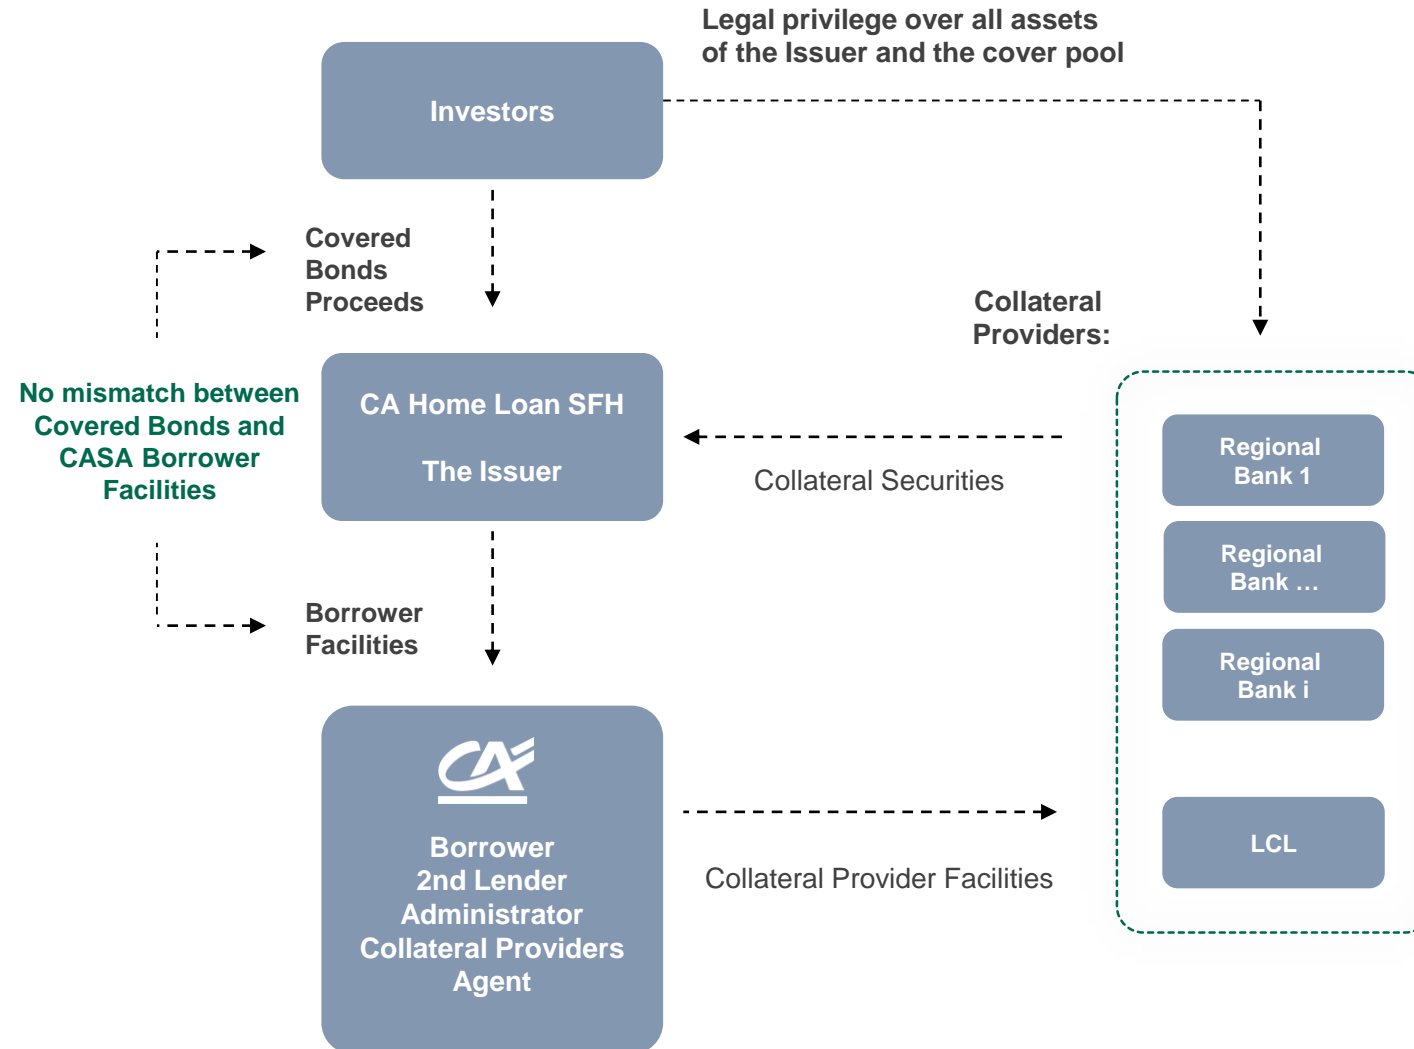 Legal privilege over all assets
of the Issuer and the cover pool
Investors
Covered
Bonds
Proceeds
Collateral
Providers:
No mismatch between
Covered Bonds and
CASA Borrower
Facilities
CA Home Loan SFH
The Issuer
Collateral Securities
Regional
Bank 1
Regional
Bank …
Regional
Bank i
Borrower
Facilities
CA
Borrower
2nd Lender
Administrator
Collateral Providers
Agent
Collateral Provider Facilities
LCL